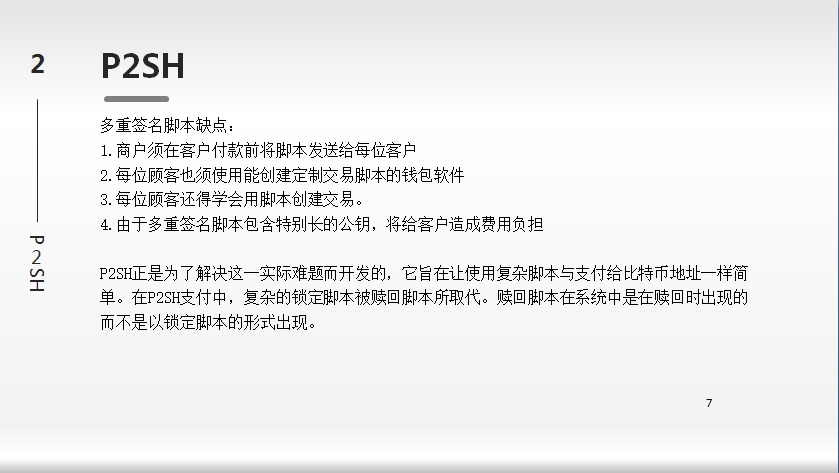 2
P2SH
P2SH
多重签名脚本缺点：
1.商户须在客户付款前将脚本发送给每位客户
2.每位顾客也须使用能创建定制交易脚本的钱包软件
3.每位顾客还得学会用脚本创建交易。
4.由于多重签名脚本包含特别长的公钥，将给客户造成费用负担
P2SH正是为了解决这一实际难题而开发的，它旨在让使用复杂脚本与支付给比特币地址一样简
单。在P2SH支付中，复杂的锁定脚本被赎回脚本所取代。赎回脚本在系统中是在赎回时出现的
而不是以锁定脚本的形式出现。
7